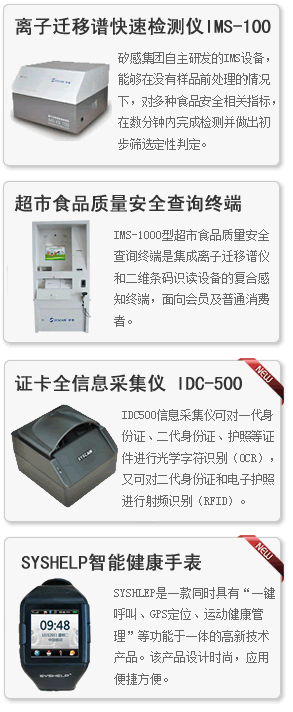 离子迁移谱快速检测仪IMS-100
矽感集团自主研发的IMS设备，
能够在没有样品前处理的情况
下，对多种食品安全相关指标，
在数分钟内完成检测并做出初
步筛选定性判定。
超市食品质量安全查询终端
IMS-1000型超市食品质量安全
查询终端是集成离子迁移谱仪
和二维条码识读设备的复合感
知终端，面向会员及普通消费
者。
NEW
证卡全信息采集仪 IDC-500
IDC500信息采集仪可对一代身
份证、二代身份证、护照等证
件进行光学字符识别（OCR），
又可对二代身份证和电子护照
进行射频识别（RFID）。
NEW
SYSHELP智能健康手表
SYSHLEP是一款同时具有“一键
呼叫、GPS定位、运动健康管
理”等功能于一体的高新技术
产品。该产品设计时尚，应用
便捷方便。
09:48
SYSHELP